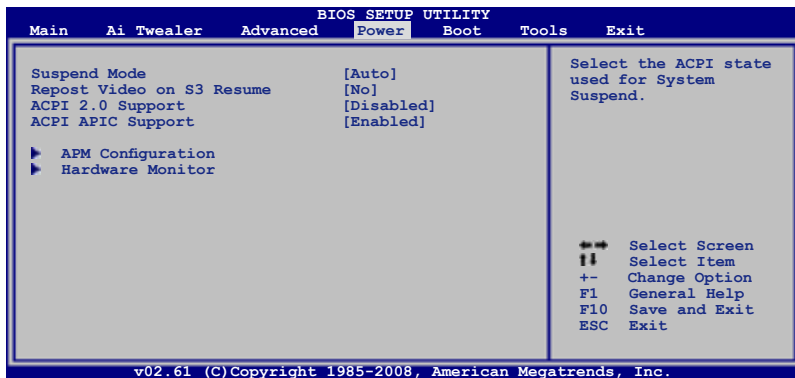 BIOS SETUP UTILITY
Main Ai Twealer Advanced Power Boot Tools Exit
Suspend Mode [Auto]
Repost Video on S3 Resume [No]
ACPI 2.0 Support [Disabled]
ACPI APIC Support [Enabled]
APM Configuration
Hardware Monitor
Select the ACPI state
used for System
Suspend.
Select Screen
Select Item
+- Change Option
F1 General Help
F10 Save and Exit
ESC Exit
v02.61 (C)Copyright 1985-2008, American Megatrends, Inc.